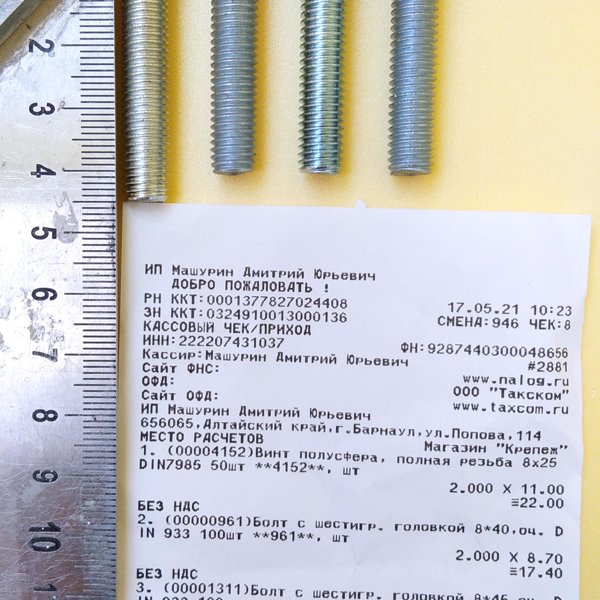 2
3
4
5
6
7
8
9
10
ИП Машурин Дмитрий Юрьевич
ДОБРО ПОЖАЛОВАТЬ !
РН ККТ:0001377827024408 17.05.21 10:23
ЗН ККТ:0324910013000136 СМЕНА:946 ЧЕК:8
КАССОВЫЙ ЧЕК/ПРИХОД
ИНН:222207431037 ФН:9287440300048656
Кассир:Машурин Дмитрий Юрьевич #2881
Сайт ФНС: www.nalog.ru
ОФД: ООО "Такском"
Сайт ОФД: www.taxcom.ru
ИП Машурин Дмитрий Юрьевич
656065,Алтайский край,г.Барнаул,ул.Попова,114
МЕСТО РАСЧЕТОВ Магазин "Крепеж"
1. (00004152)Винт полусфера, полная резьба 8x25
DIN7985 50шт **4152**, шт
2.000 X 11.00
≡22.00
БЕЗ НДС
2. (00000961)Болт с шестигр. головкой 8*40,оц. D
IN 933 100шт **961**, шт
2.000 X 8.70
≡17.40
БЕЗ НДС
3. (00001311)Болт с шестигр. головкой 8*45,оц. D
IN 933 100